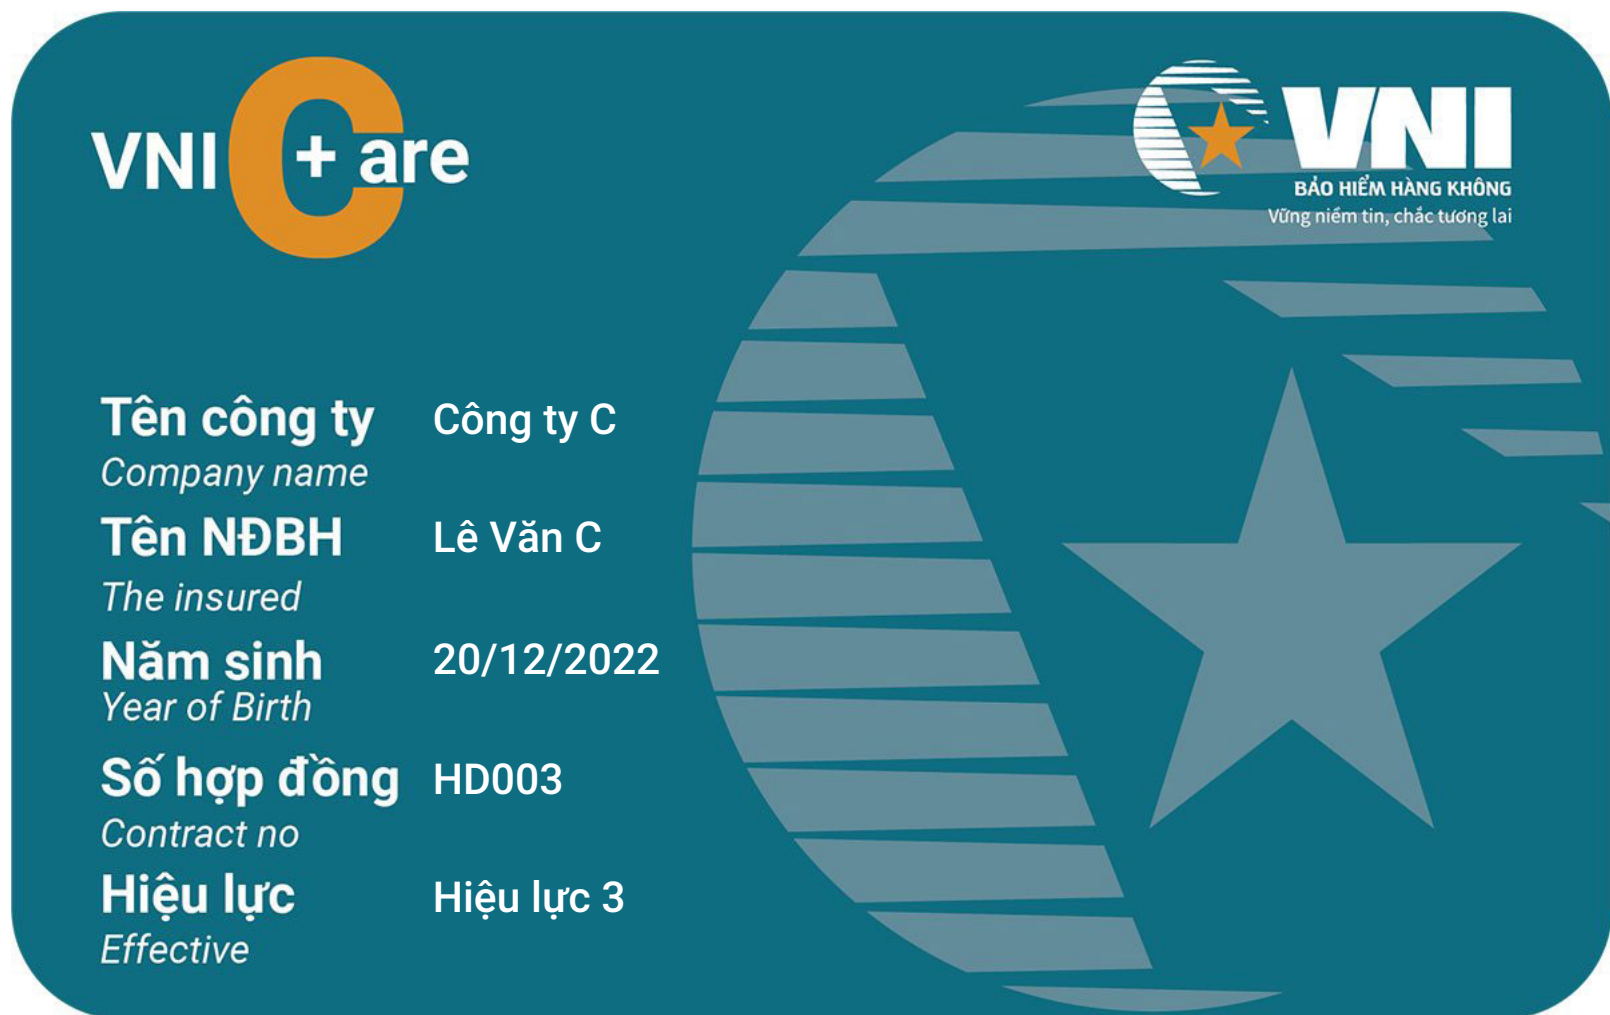 VNI C+are
VNI
BẢO HIỂM HÀNG KHÔNG
Vững niềm tin, chắc tương lai
Tên công ty Công ty C
Company name
Tên NĐBH Lê Văn C
The insured
Năm sinh 20/12/2022
Year of Birth
Số hợp đồng HD003
Contract no
Hiệu lực Hiệu lực 3
Effective